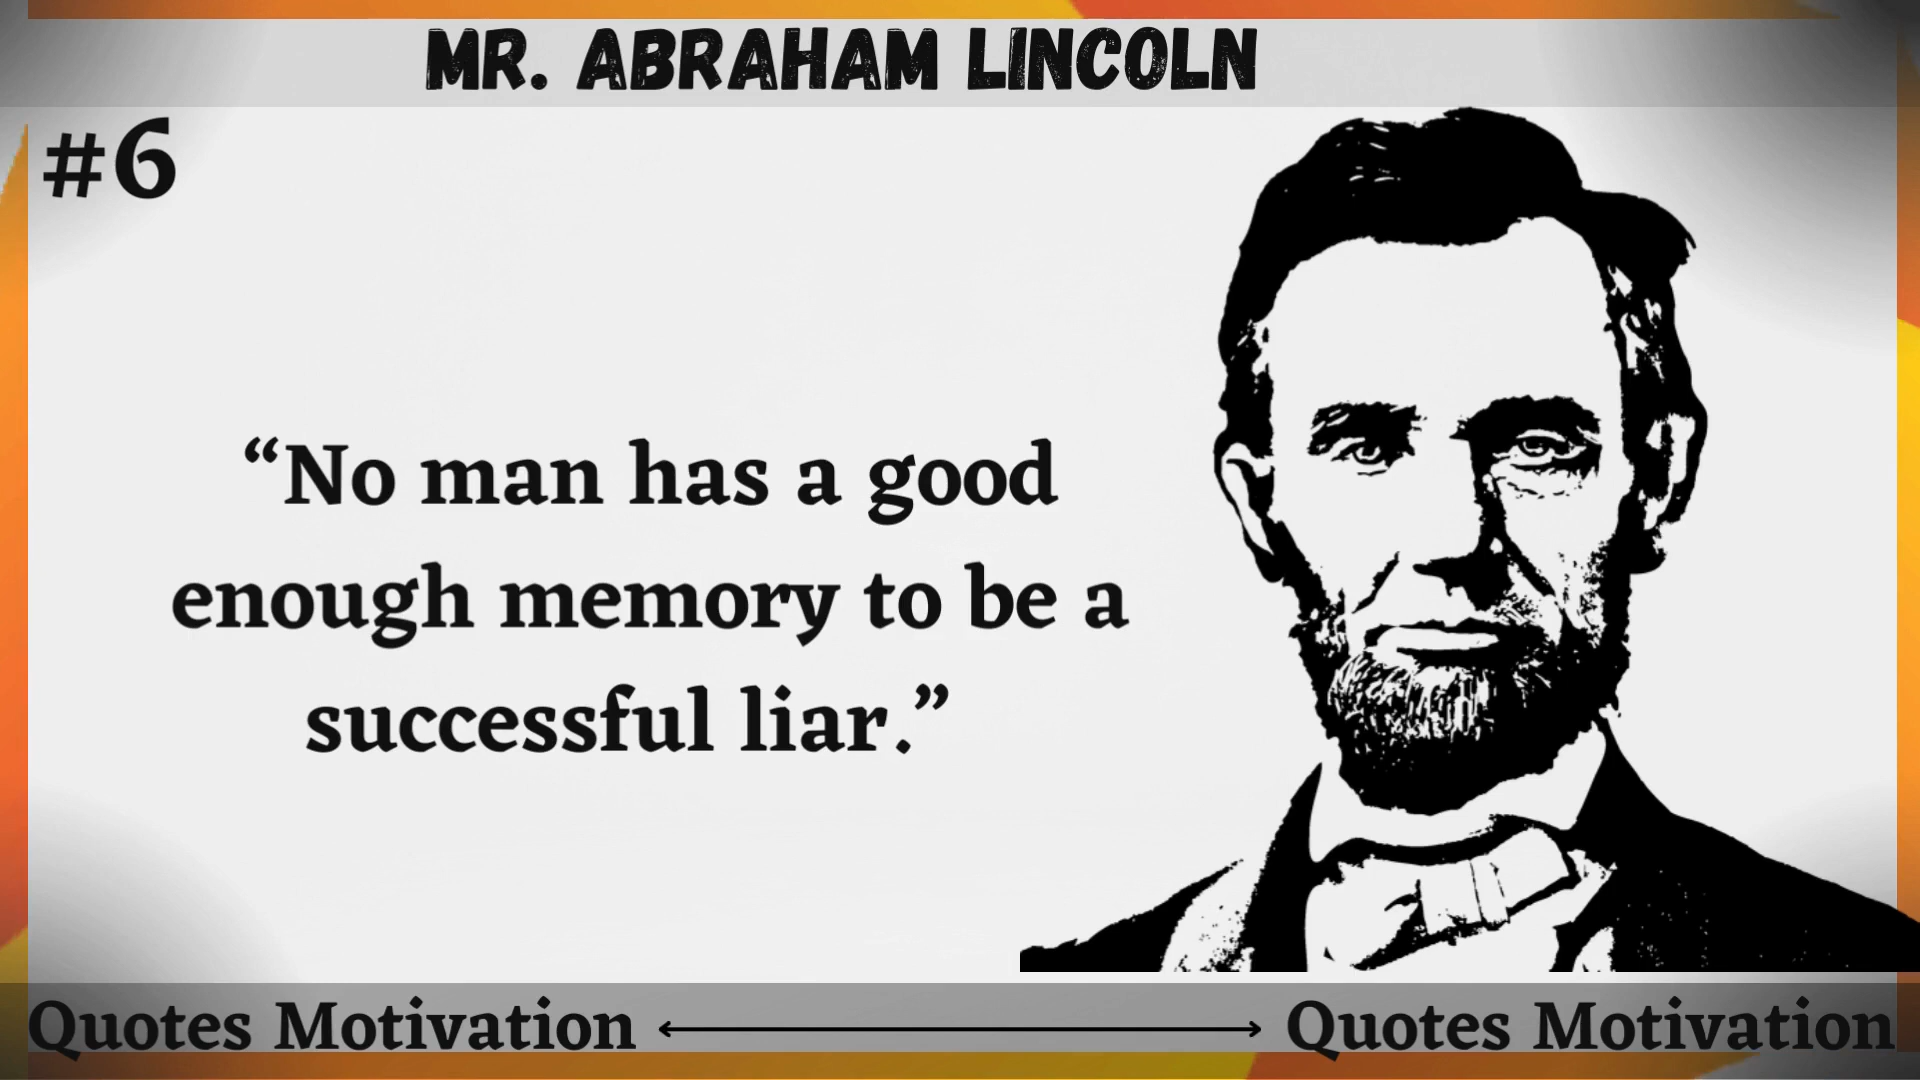 MR. ABRAHAM LINCOLN
#6
“No man has a good
enough memory to be a
successful liar.”
Quotes Motivation Quotes Motivation